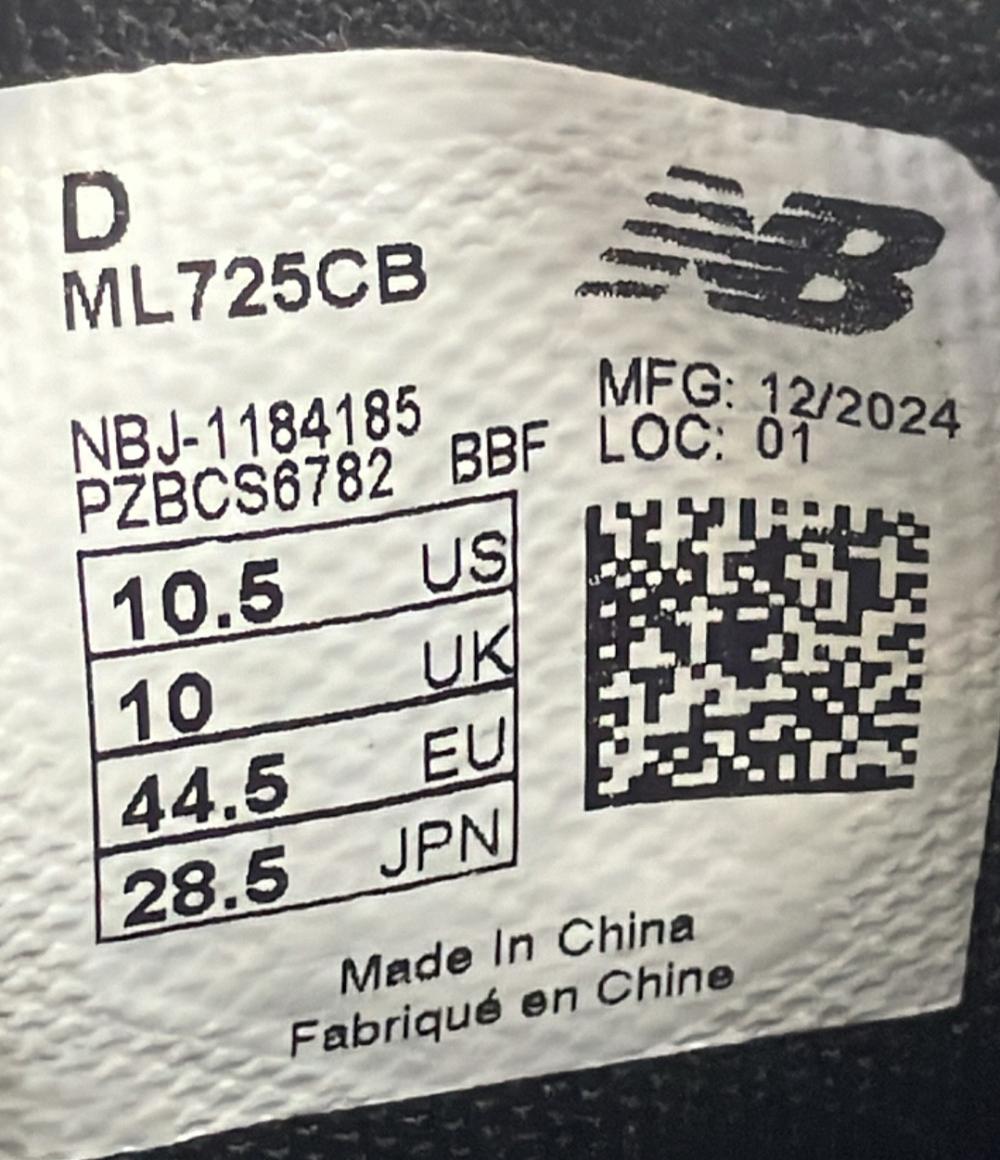 D
ML725CB
NB
NBJ-1184185
PZBCS6782 BBF
MFG: 12/2024
LOC: 01
10.5 US
10 UK
44.5 EU
28.5 JPN
Made In China
Fabriqué en Chine